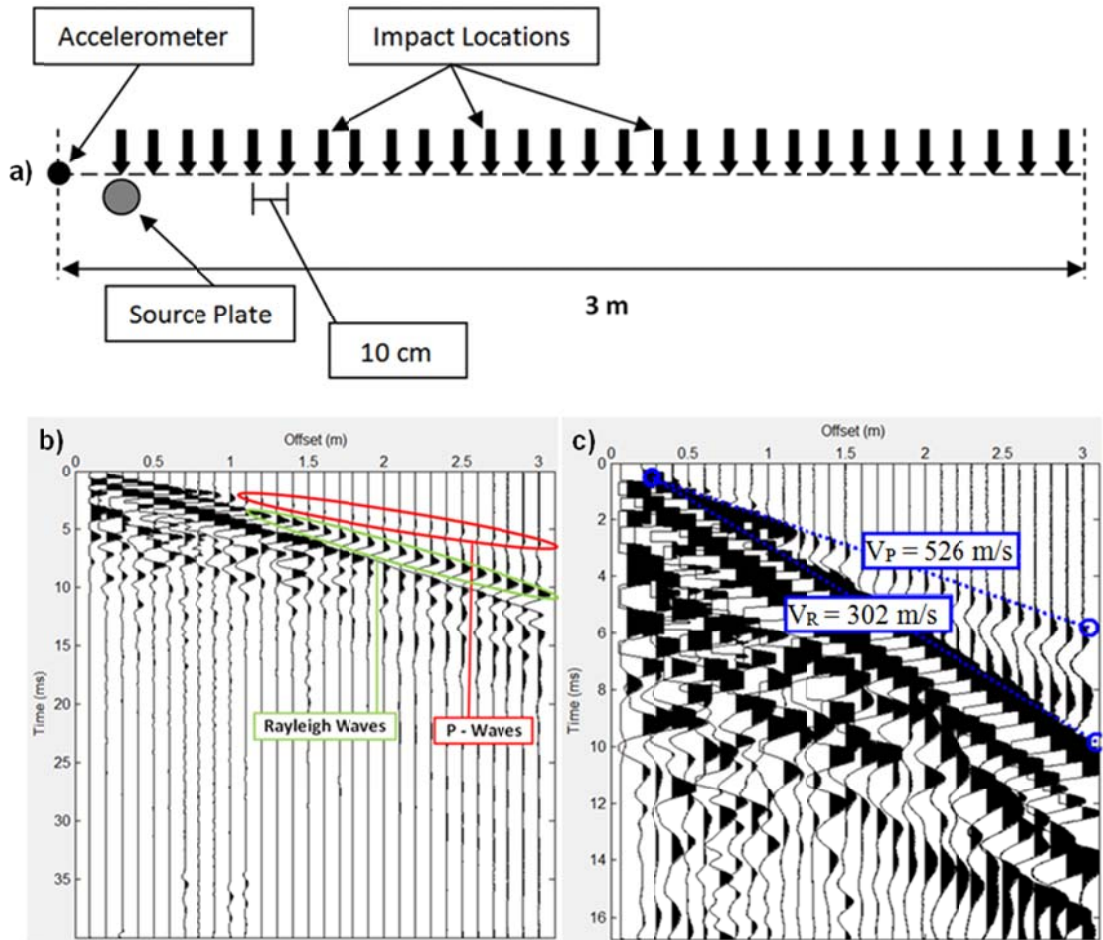 Accelerometer
Impact Locations
a)
Source Plate
10 cm
3 m
b)
Offset (m)
0 0.5 1 1.5 2 2.5 3
Time (ms)
0
5
10
15
20
25
30
35
Rayleigh Waves
P - Waves
c)
Offset (m)
0 0.5 1 1.5 2 2.5 3
Time (ms)
0
2
4
6
8
10
12
14
16
VP = 526 m/s
VR = 302 m/s